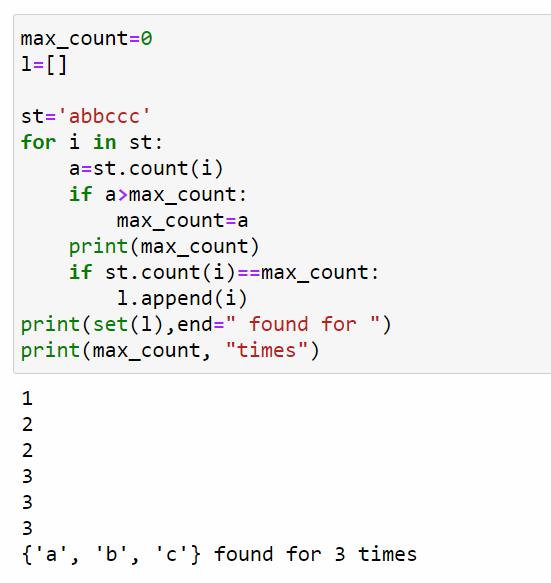 max_count=0
l=[]
st='abbccc'
for i in st:
    a=st.count(i)
    if a>max_count:
        max_count=a
    print(max_count)
    if st.count(i)==max_count:
        l.append(i)
print(set(l),end=" found for ")
print(max_count, "times")
1
2
2
3
3
3
{'a', 'b', 'c'} found for 3 times